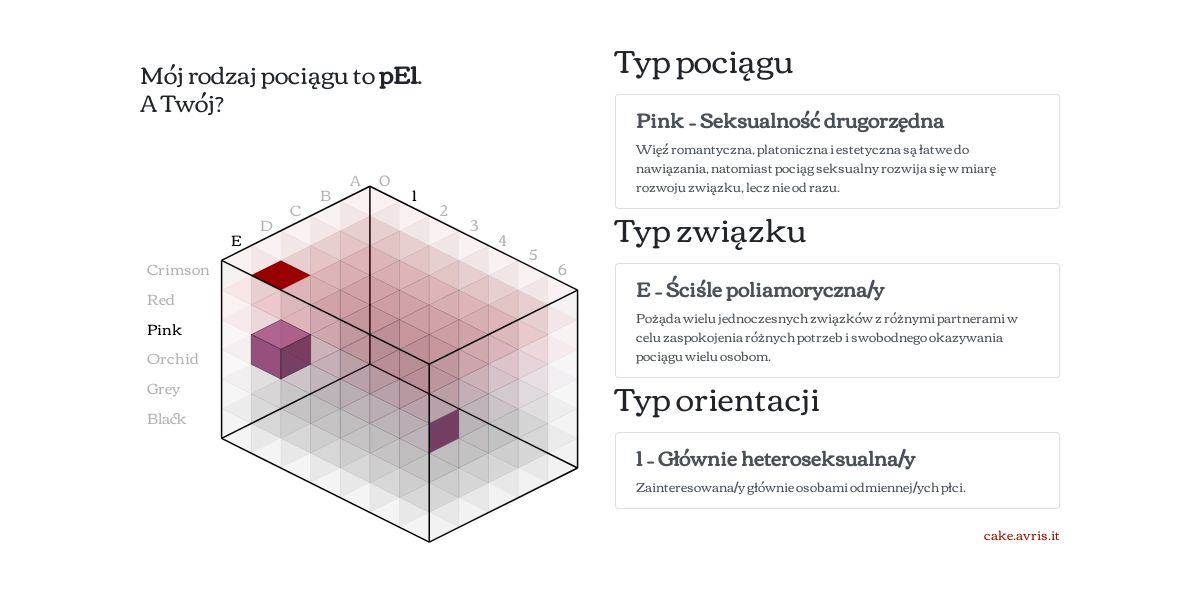 Mój rodzaj pociągu to pE1.
A Twój?
A O
B 1
C 2
D 3
E 4
5
6
Crimson
Red
Pink
Orchid
Grey
Black
Typ pociągu
Pink - Seksualność drugorzędna
Więź romantyczna, platoniczna i estetyczna są łatwe do
nawiązania, natomiast pociąg seksualny rozwija się w miarę
rozwoju związku, lecz nie od razu.
Typ związku
E - Ściśle poliamoryczna/y
Pożąda wielu jednoczesnych związków z różnymi partnerami w
celu zaspokojenia różnych potrzeb i swobodnego okazywania
pociągu wielu osobom.
Typ orientacji
1 - Głównie heteroseksualna/y
Zainteresowana/y głównie osobami odmiennej/ych płci.
cake.avris.it